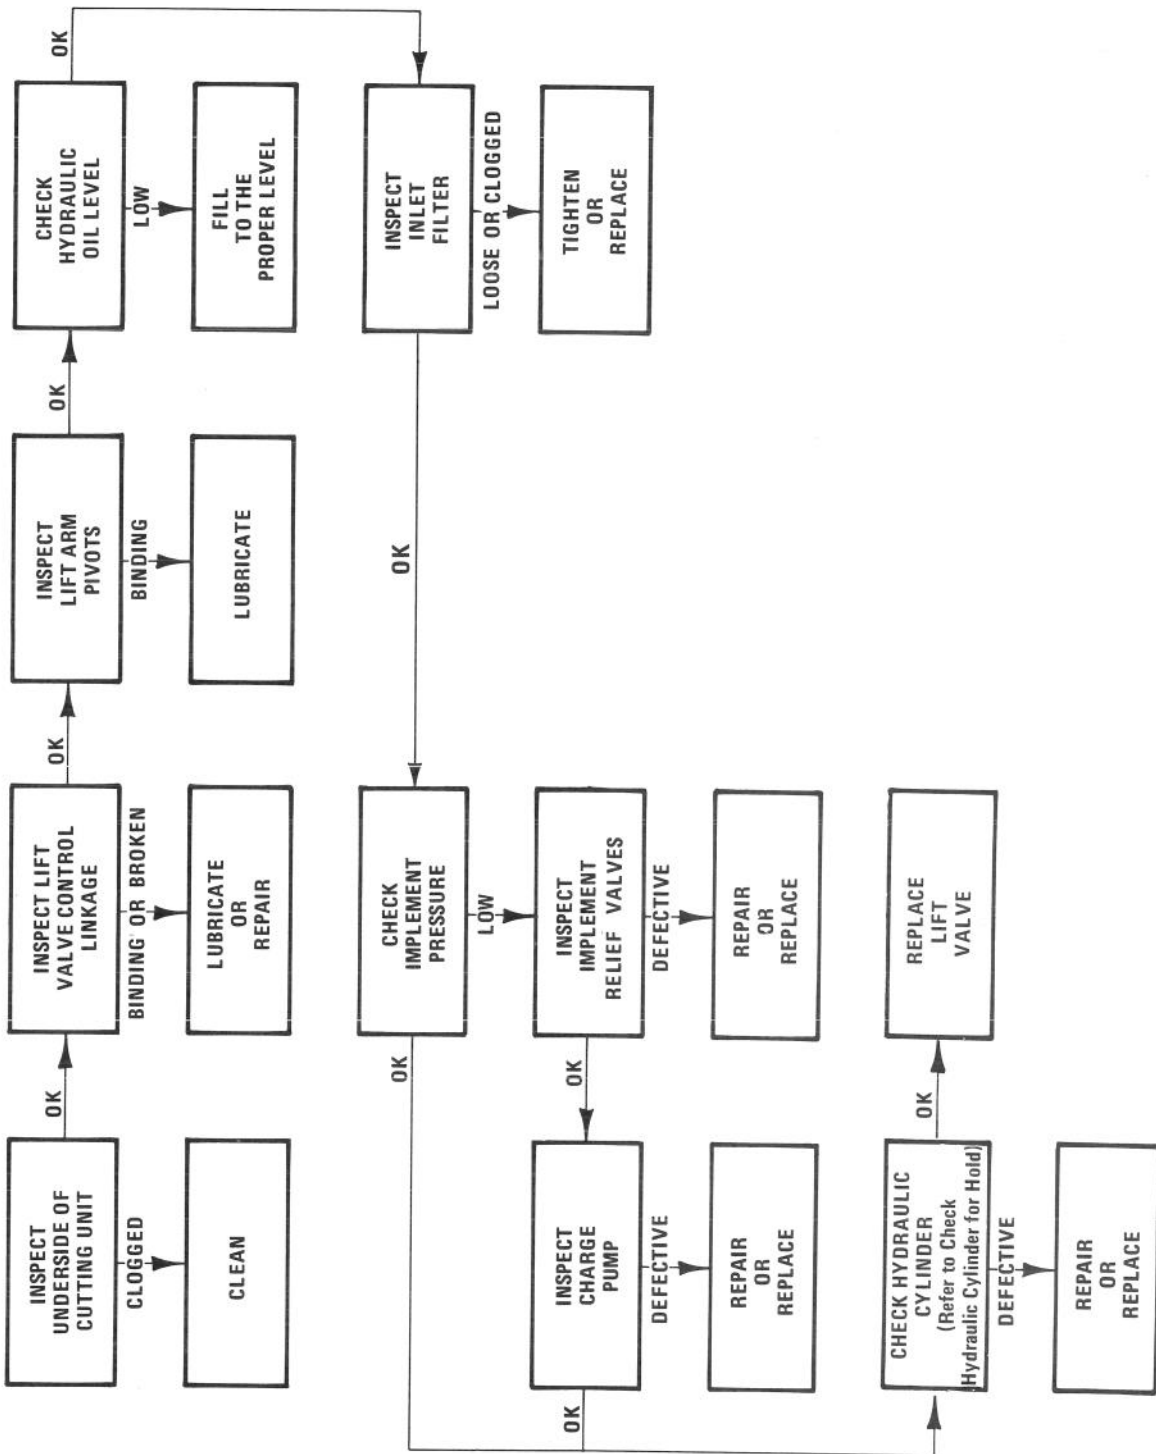 INSPECT
UNDERSIDE OF
CUTTING UNIT
OK
CLOGGED
CLEAN
INSPECT LIFT
VALVE CONTROL
LINKAGE
OK
BINDING OR BROKEN
LUBRICATE
OR
REPAIR
INSPECT
LIFT ARM
PIVOTS
OK
BINDING
LUBRICATE
CHECK
HYDRAULIC
OIL LEVEL
OK
LOW
FILL
TO THE
PROPER LEVEL
INSPECT
INLET
FILTER
LOOSE OR CLOGGED
TIGHTEN
OR
REPLACE
OK
CHECK
IMPLEMENT
PRESSURE
OK
LOW
INSPECT
IMPLEMENT
RELIEF VALVES
OK
DEFECTIVE
REPAIR
OR
REPLACE
INSPECT
CHARGE
PUMP
OK
DEFECTIVE
REPAIR
OR
REPLACE
CHECK HYDRAULIC
CYLINDER
(Refer to Check
Hydraulic Cylinder for Hold)
OK
DEFECTIVE
REPAIR
OR
REPLACE
REPLACE
LIFT
VALVE